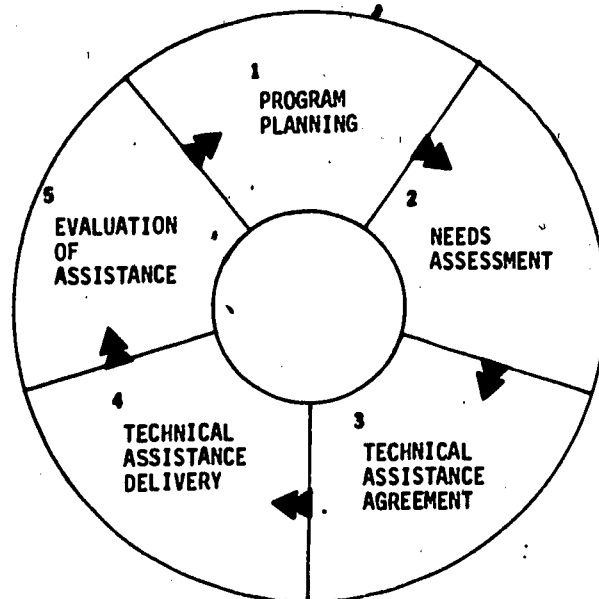 1
PROGRAM
PLANNING
2
NEEDS
ASSESSMENT
3
TECHNICAL
ASSISTANCE
AGREEMENT
4
TECHNICAL
ASSISTANCE
DELIVERY
5
EVALUATION
OF
ASSISTANCE